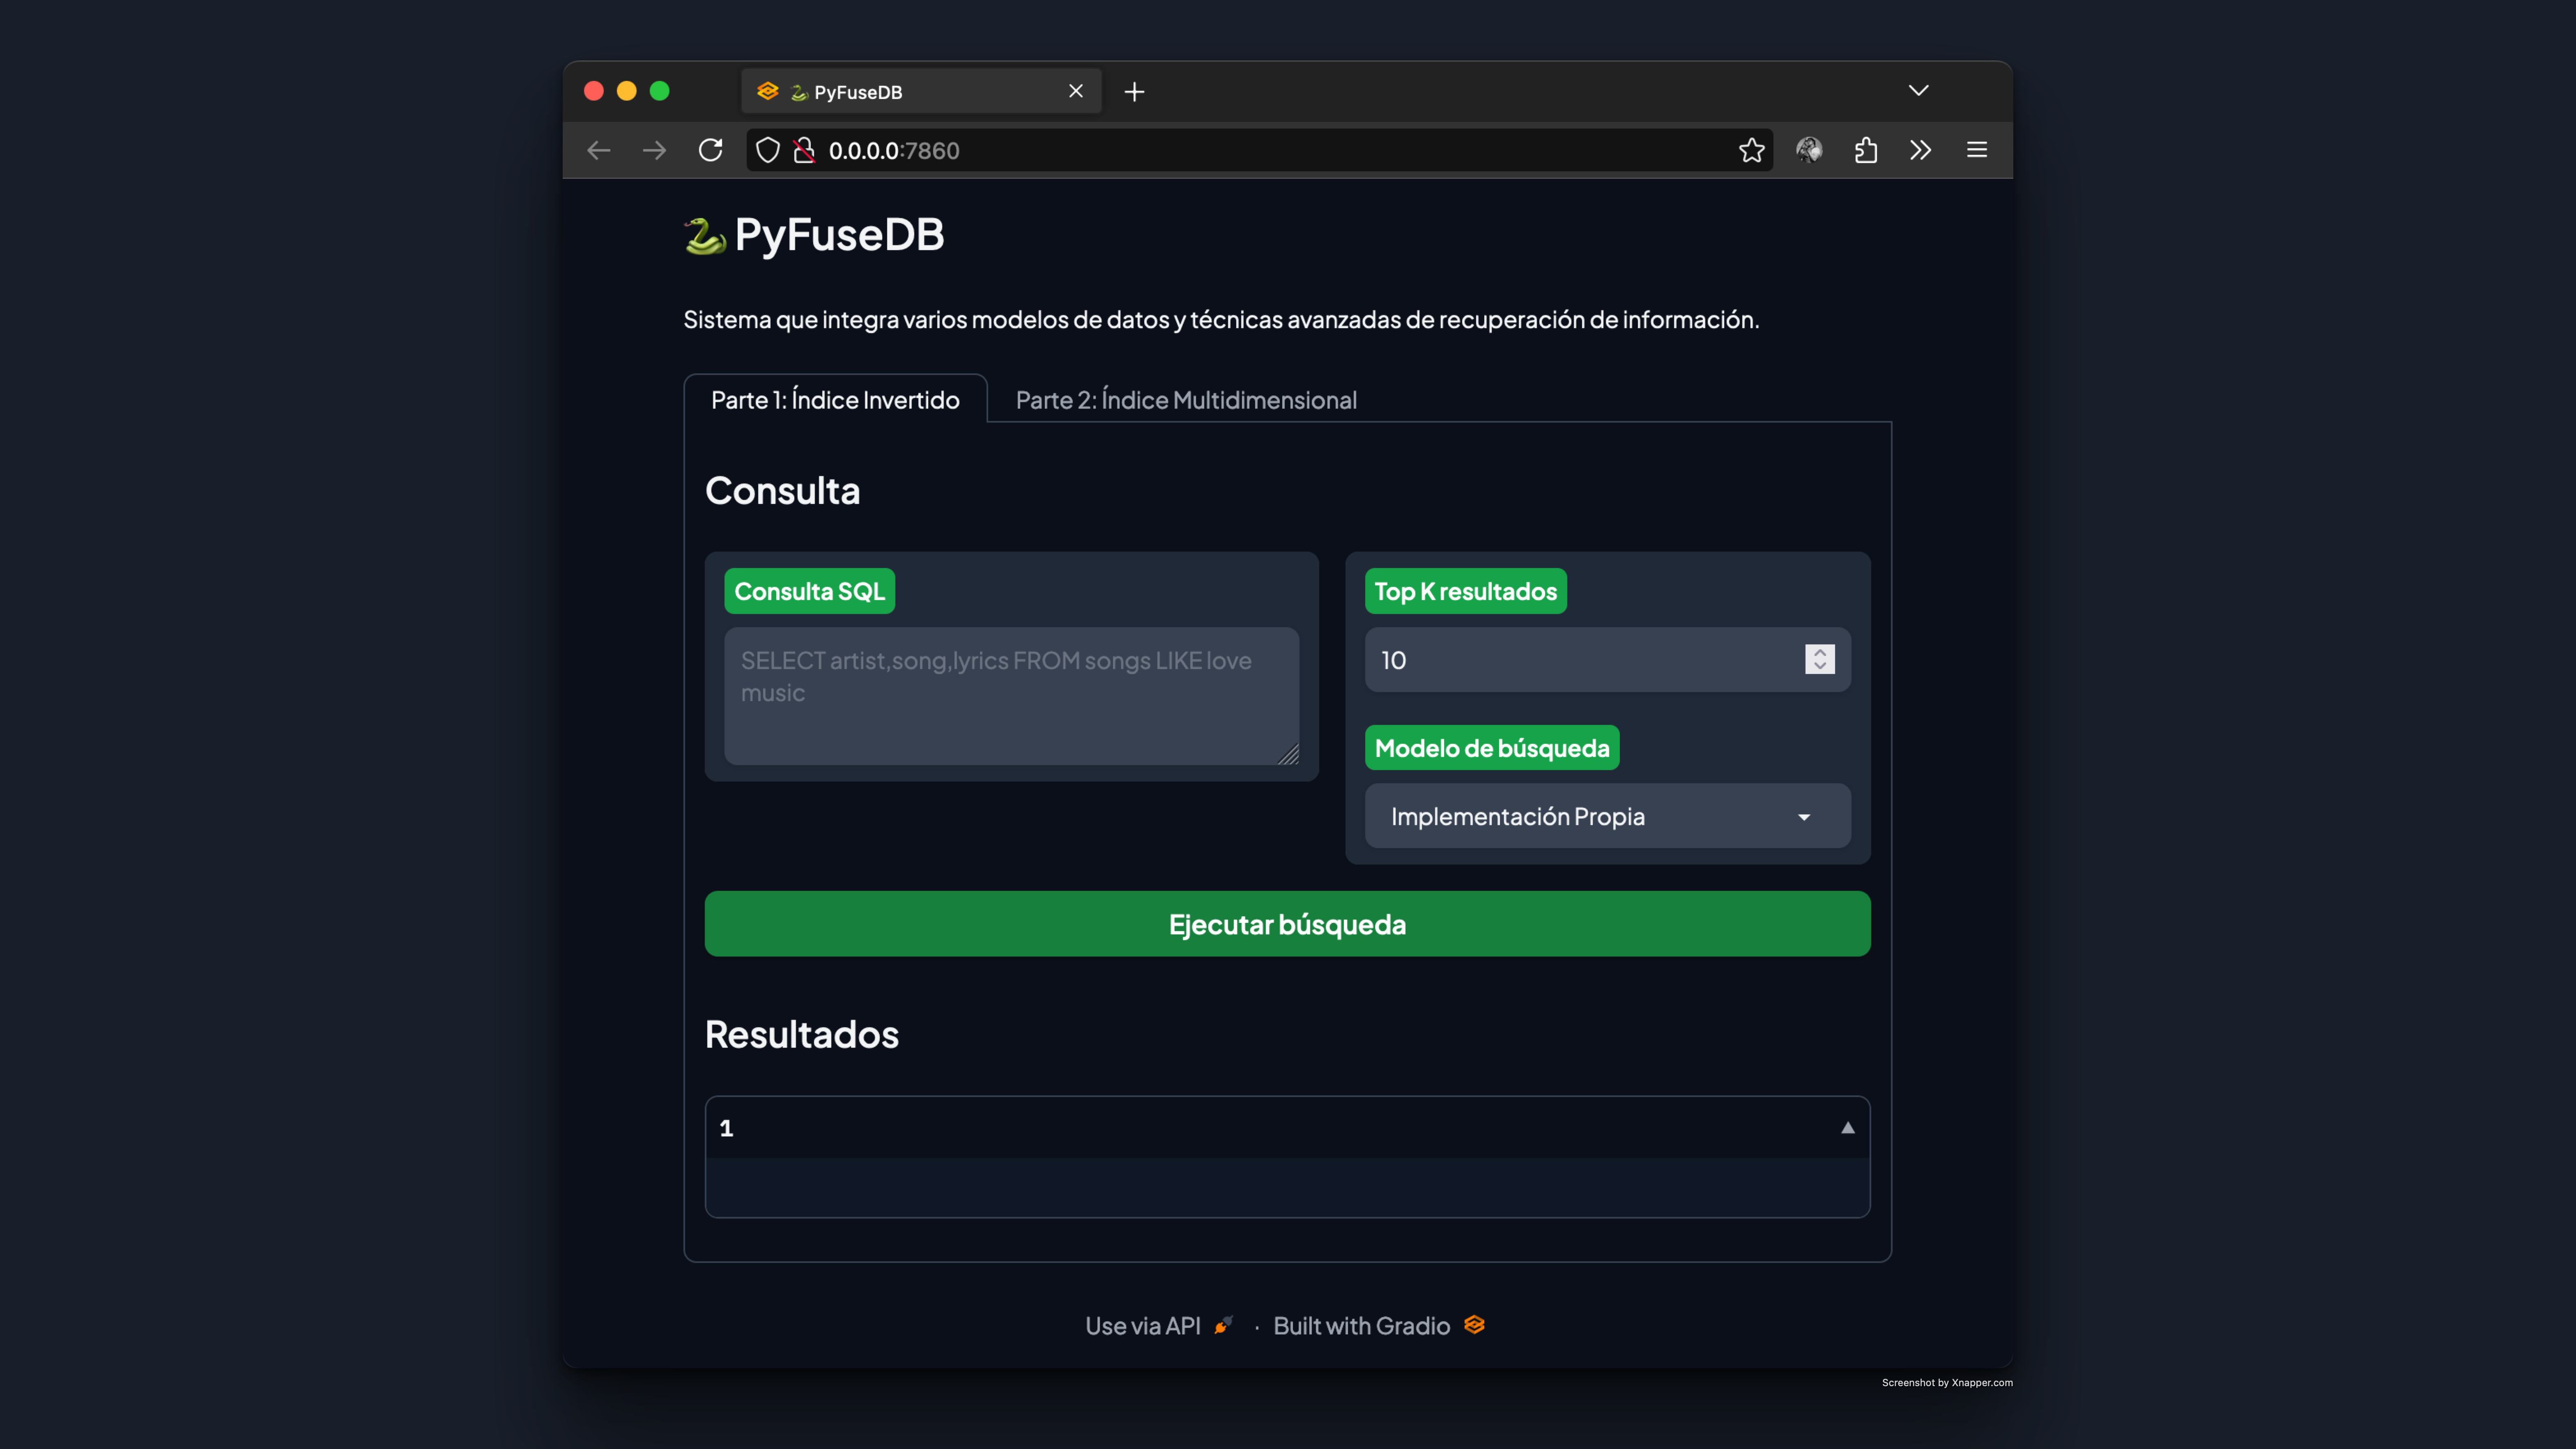 PyFuseDB
0.0.0.0:7860
PyFuseDB
Sistema que integra varios modelos de datos y técnicas avanzadas de recuperación de información.
Parte 1: Índice Invertido
Parte 2: Índice Multidimensional
Consulta
Consulta SQL
SELECT artist,song,lyrics FROM songs LIKE love
music
Top K resultados
10
Modelo de búsqueda
Implementación Propia
Ejecutar búsqueda
Resultados
1
Use via API · Built with Gradio
Screenshot by Xnapper.com